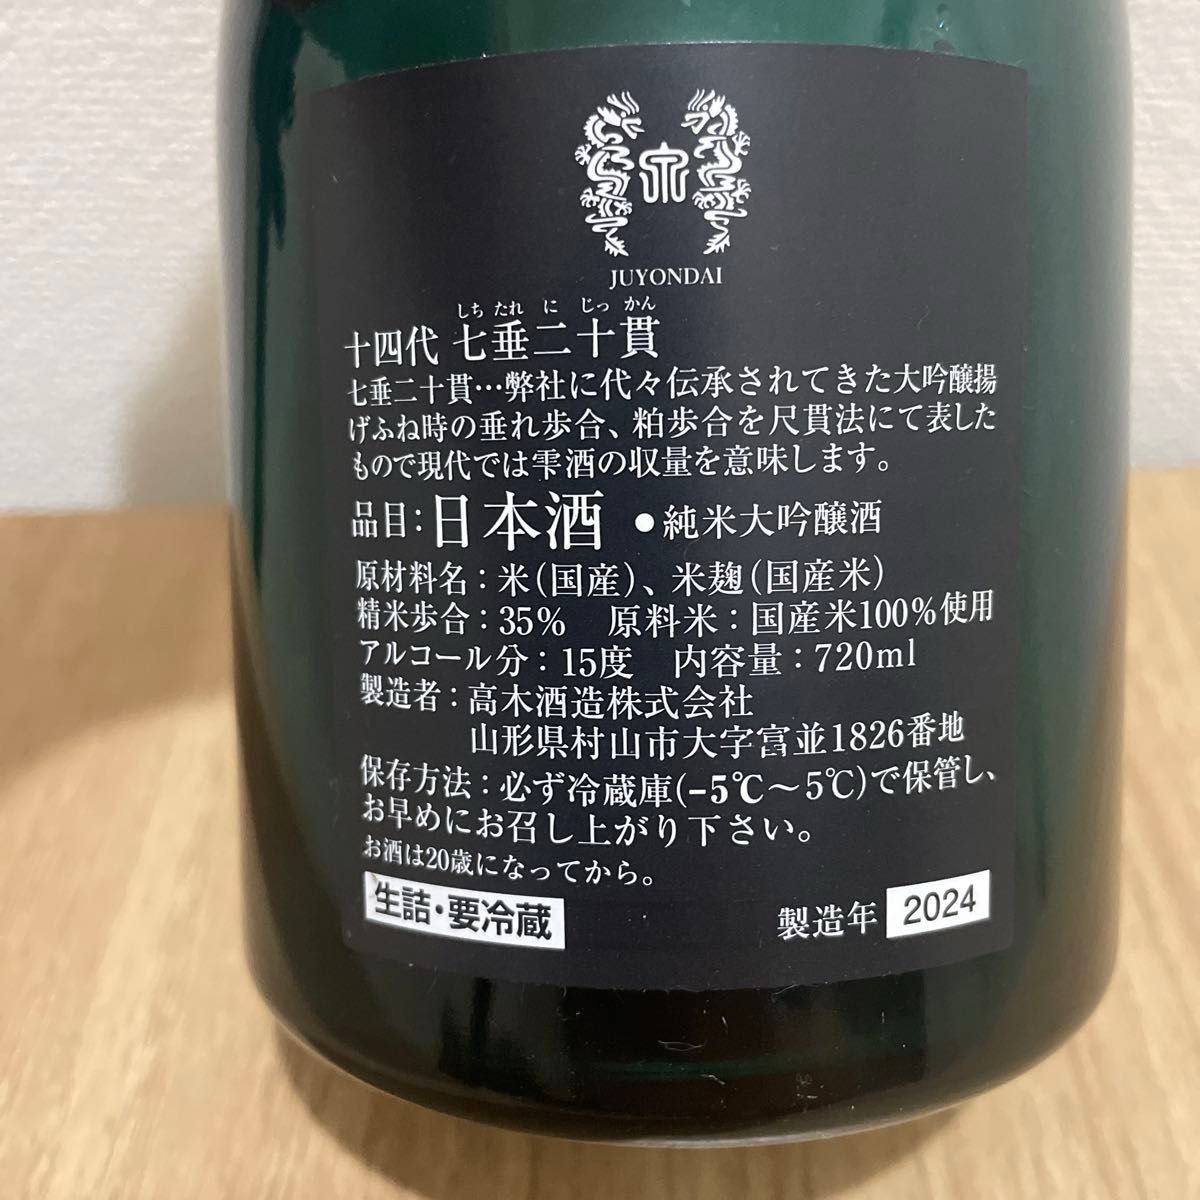 JUYONDAI
しち たれ に じっ かん
十四代 七垂二十貫
七垂二十貫…弊社に代々伝承されてきた大吟醸揚
げふね時の垂れ歩合、粕歩合を尺貫法にて表した
もので現代では雫酒の収量を意味します。
品目：日本酒 ●純米大吟醸酒
原材料名：米（国産）、米麹（国産米）
精米歩合：35% 原料米：国産米100%使用
アルコール分：15度 内容量：720ml
製造者：高木酒造株式会社
山形県村山市大字富並1826番地
保存方法：必ず冷蔵庫(−5℃〜5℃)で保管し、
お早めにお召し上がり下さい。
お酒は20歳になってから。
生詰・要冷蔵
製造年 2024